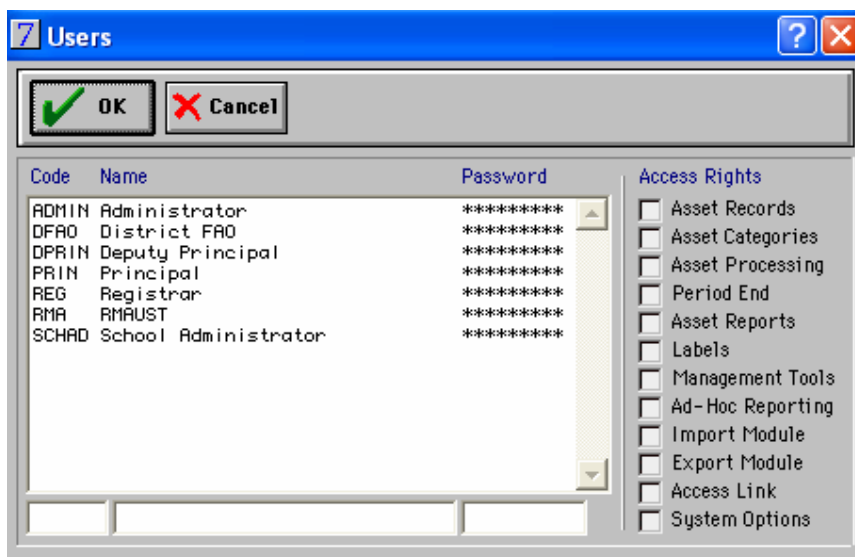 7 Users ?
OK Cancel
Code Name Password
ADMIN Administrator *********
DFAO District FAO *********
DPRIN Deputy Principal *********
PRIN Principal *********
REG Registrar *********
RMA RMAUST *********
SCHAD School Administrator *********
Access Rights
Asset Records
Asset Categories
Asset Processing
Period End
Asset Reports
Labels
Management Tools
Ad-Hoc Reporting
Import Module
Export Module
Access Link
System Options